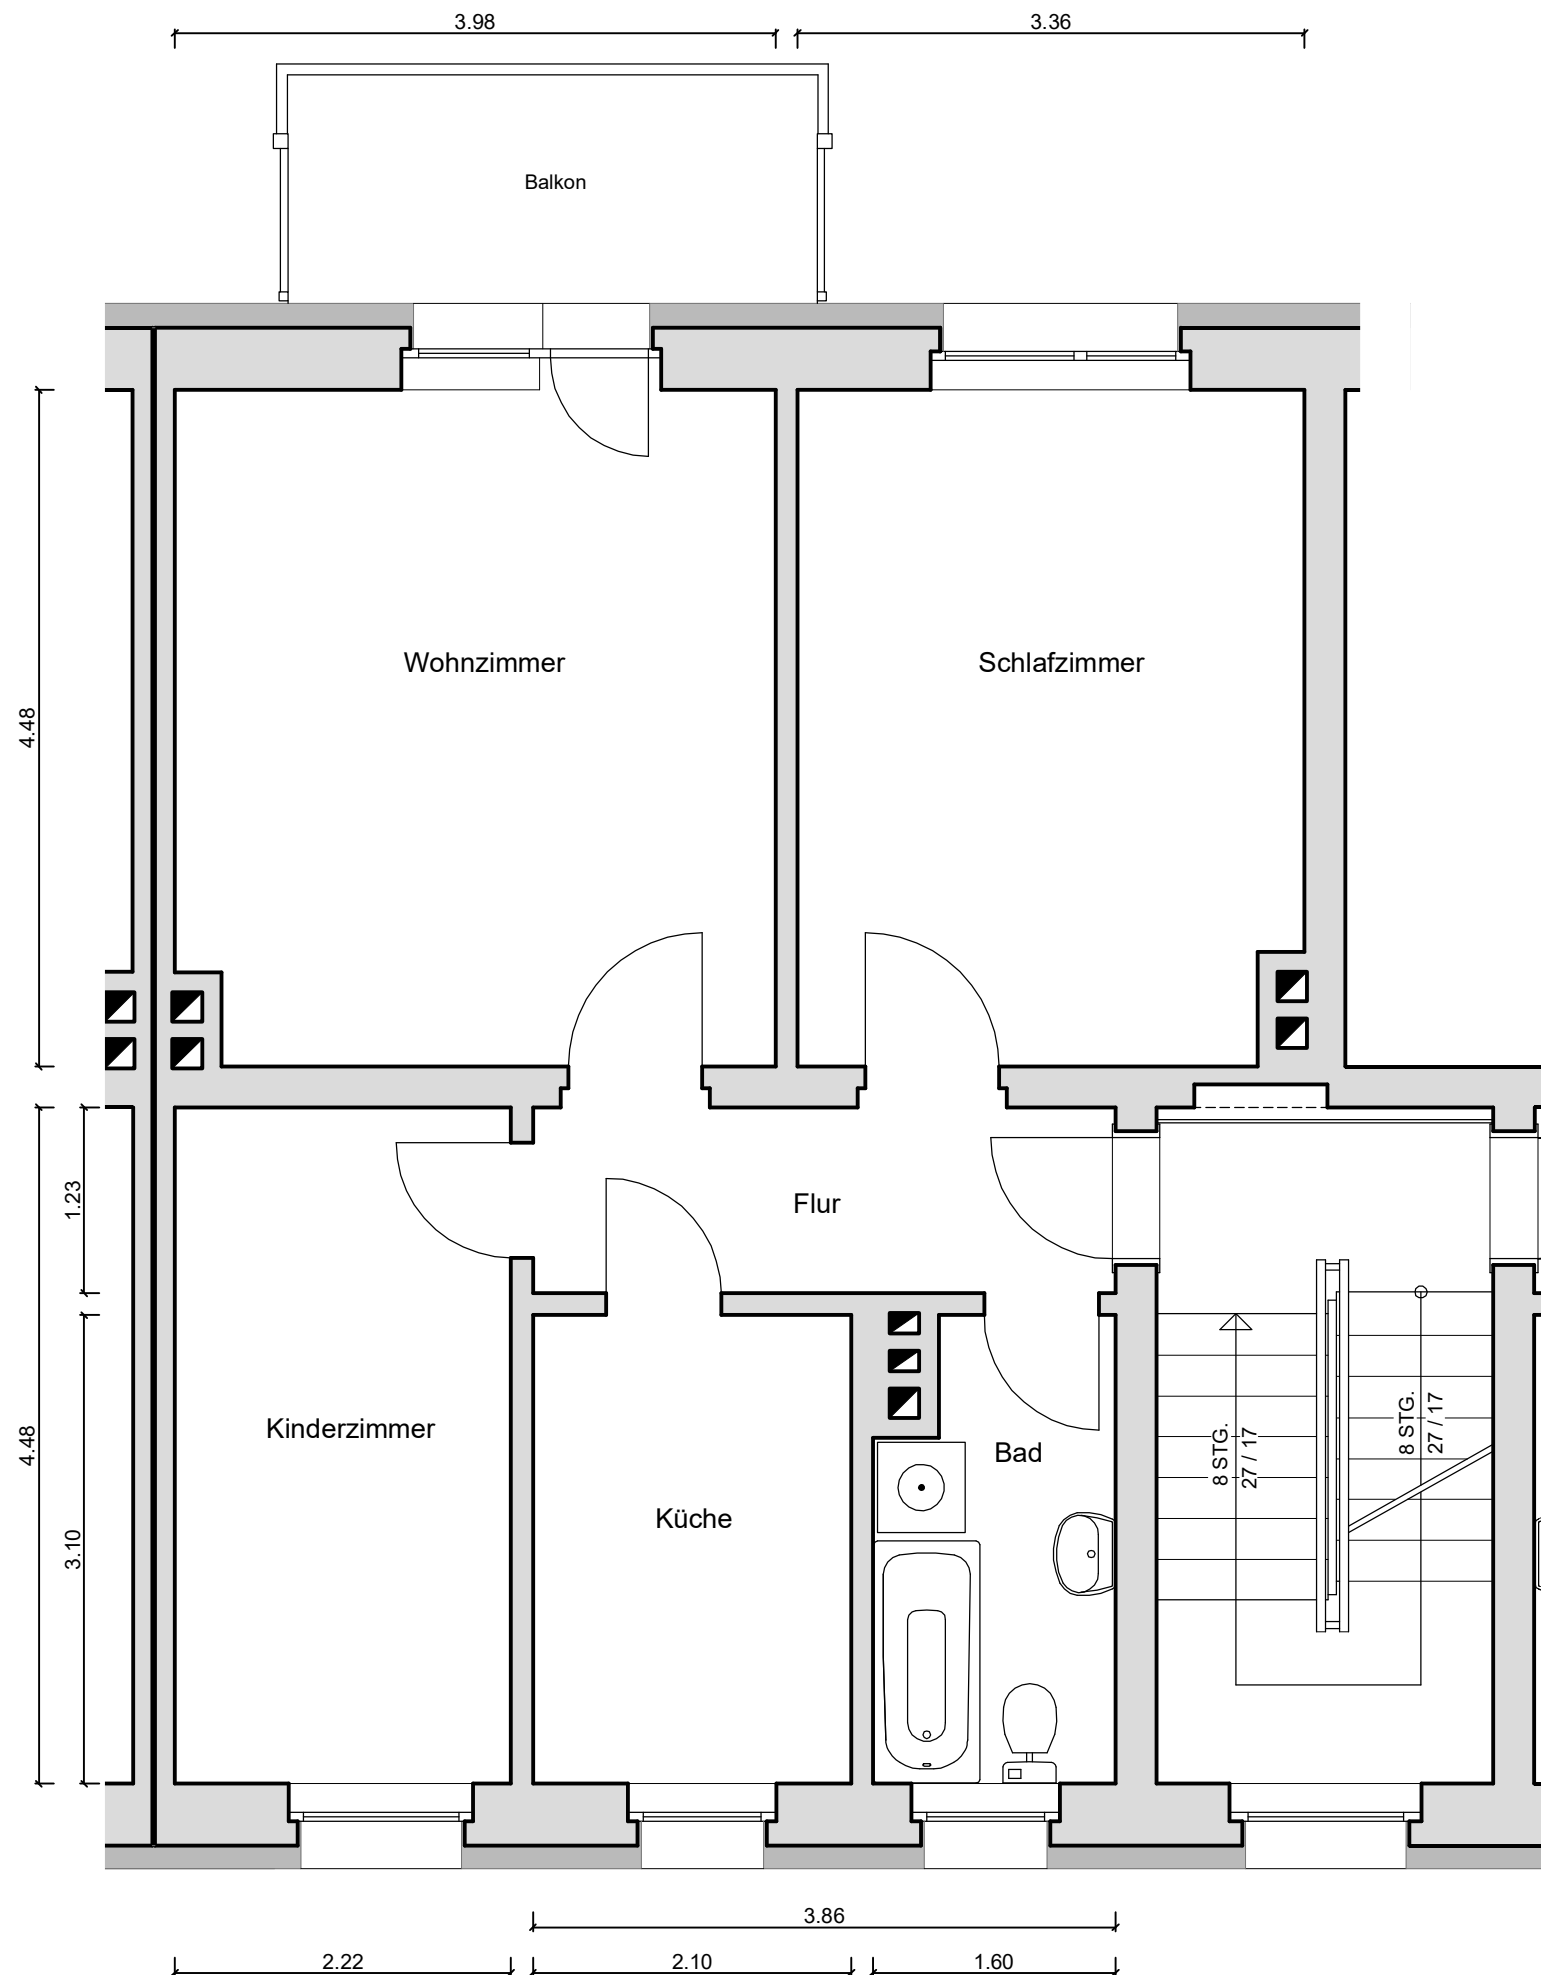 3.98
3.36
Balkon
Wohnzimmer
Schlafzimmer
4.48
1.23
Flur
4.48
Kinderzimmer
8 STG.
27 / 17
8 STG.
27 / 17
Bad
Küche
3.10
3.86
2.22
2.10
1.60